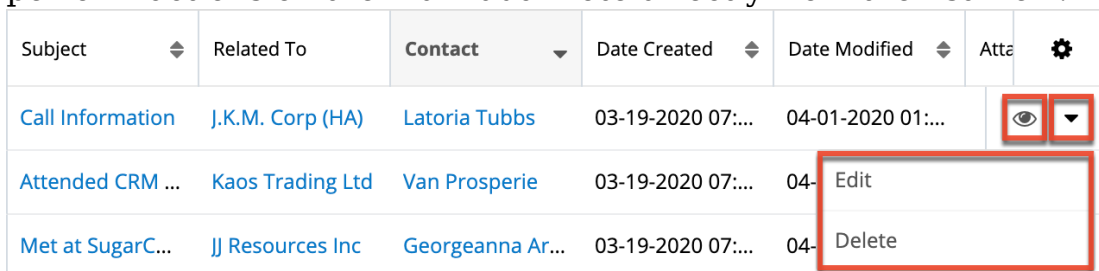 Subject Related To Contact Date Created Date Modified Atta
Call Information J.K.M. Corp (HA) Latoria Tubbs 03-19-2020 07:... 04-01-2020 01:...
Attended CRM ... Kaos Trading Ltd Van Prosperie 03-19-2020 07:... 04-
Edit
Met at SugarC... JJ Resources Inc Georgeanna Ar... 03-19-2020 07:... 04-
Delete